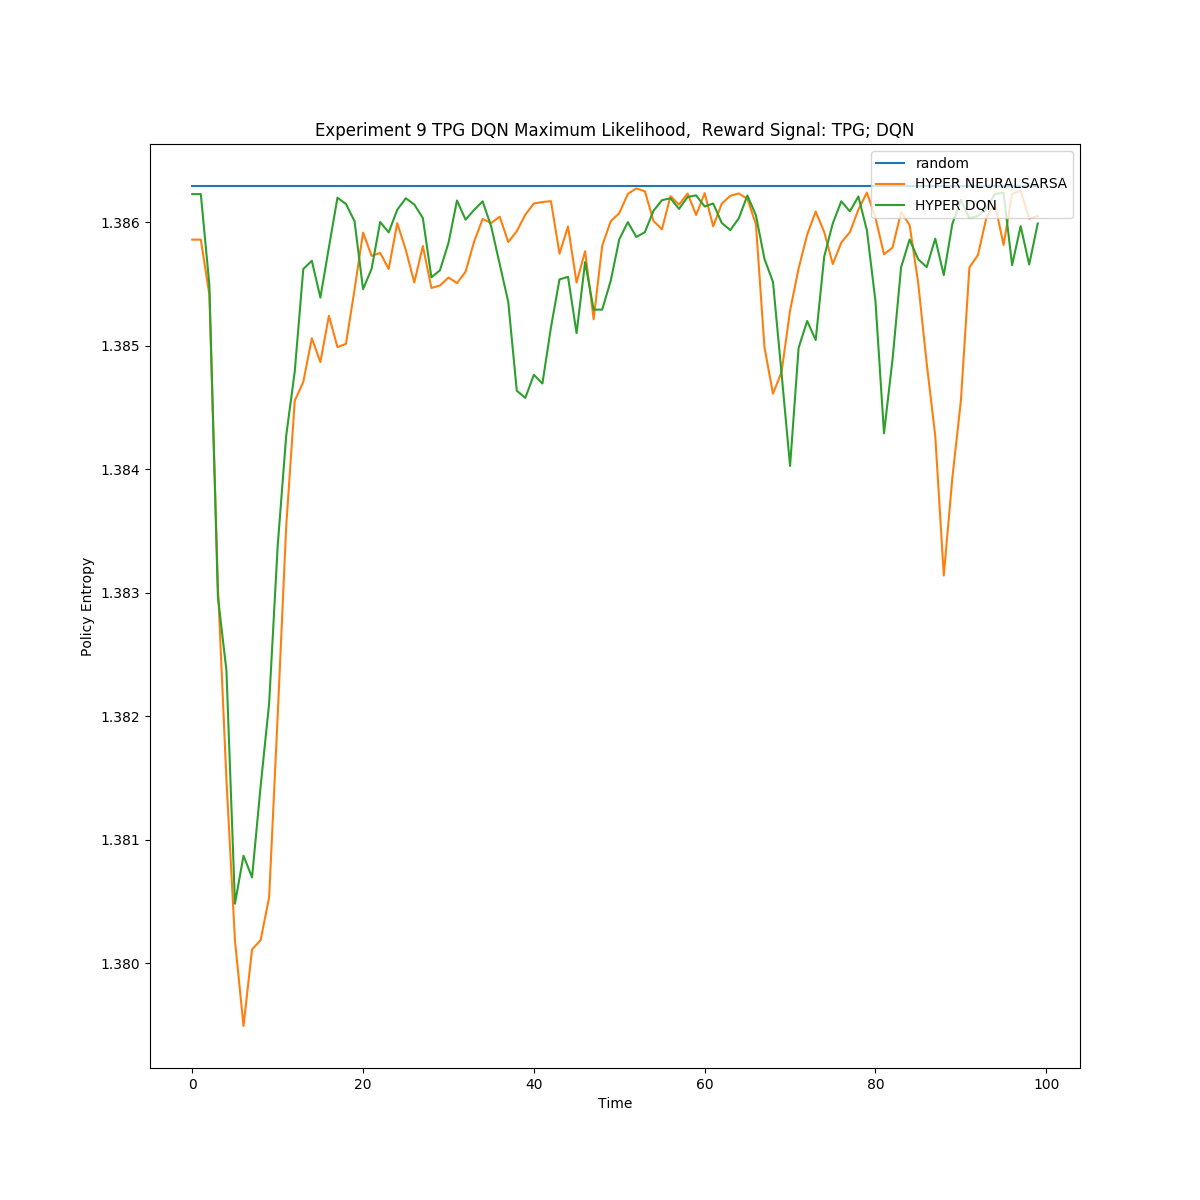 Experiment 9 TPG DQN Maximum Likelihood,  Reward Signal: TPG; DQN
random
HYPER NEURALSARSA
HYPER DQN
1.386
1.385
1.384
1.383
1.382
1.381
1.380
Policy Entropy
0 20 40 60 80 100
Time